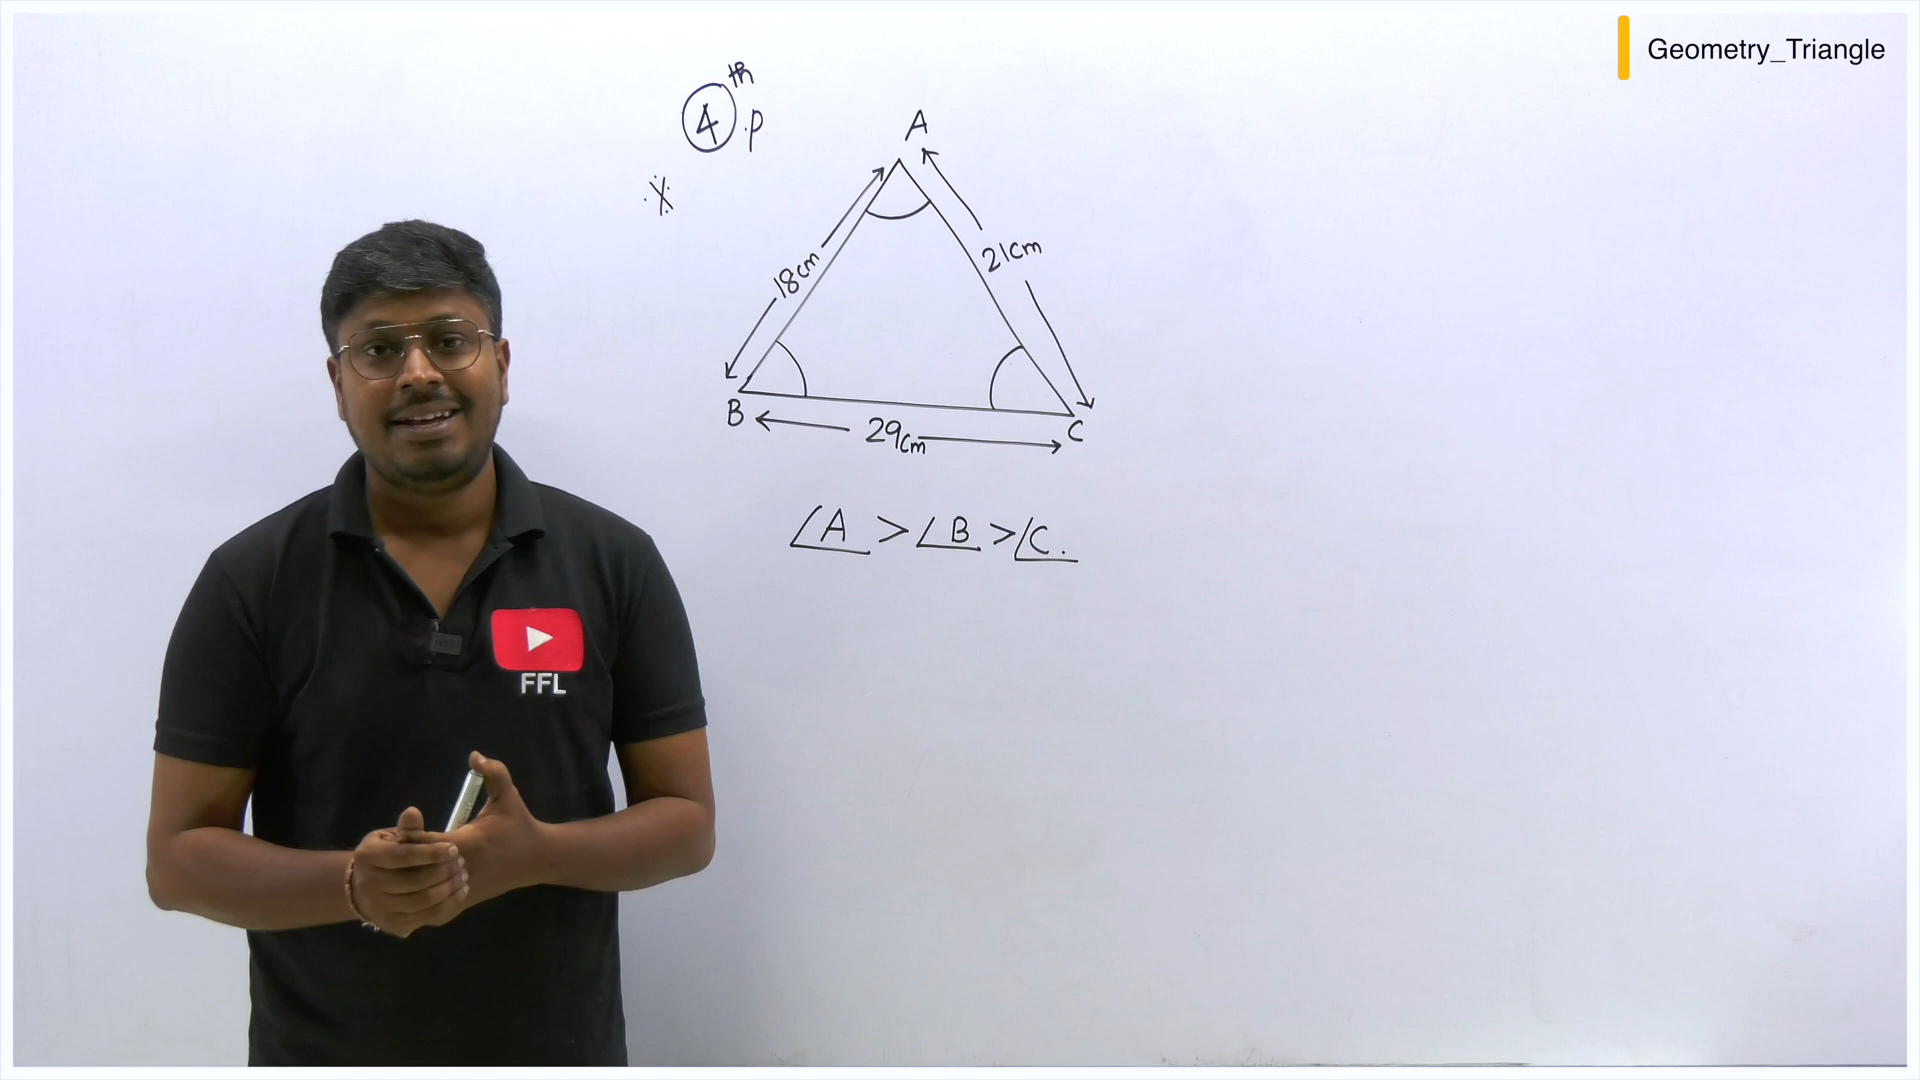 Geometry_Triangle
4th .p
A
18cm
21cm
B
29cm
C
∠A > ∠B > ∠C.
FFL